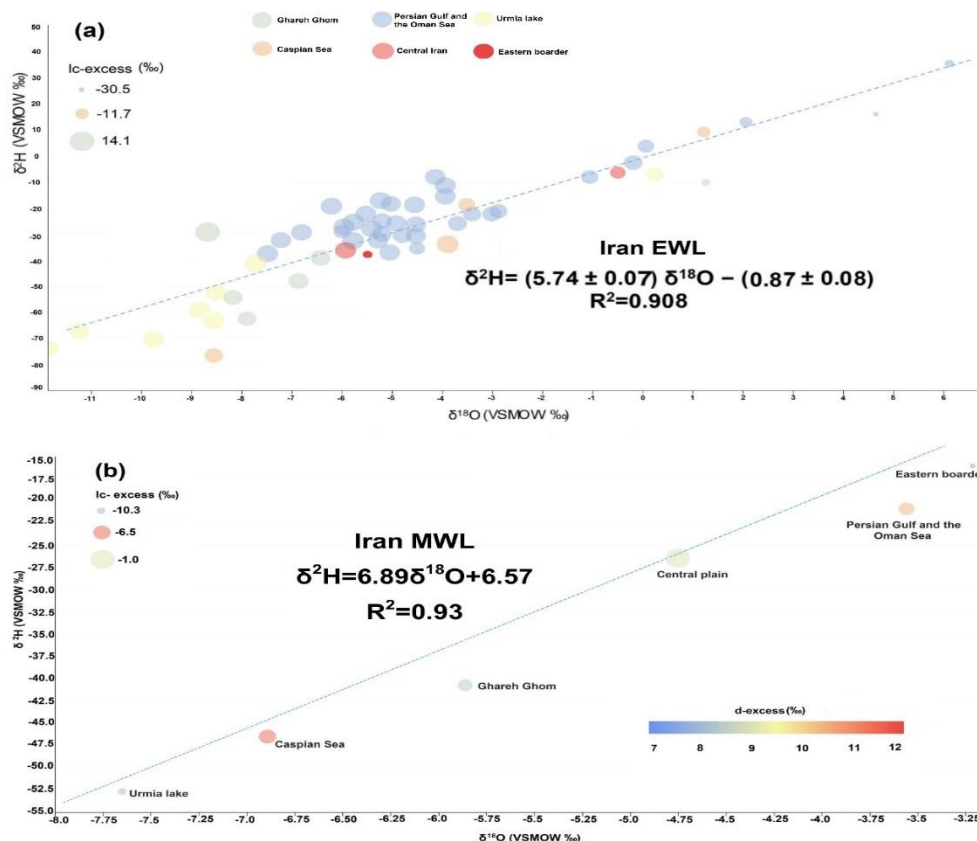 (a)
Ghareh Ghom
Persian Gulf and
the Oman Sea
Urmia lake
Caspian Sea
Central Iran
Eastern boarder
lc-excess (‰)
-30.5
-11.7
14.1
δ²H (VSMOW ‰)
50
40
30
20
10
0
-10
-20
-30
-40
-50
-60
-70
-80
-90
Iran EWL
δ²H= (5.74 ± 0.07) δ¹⁸O − (0.87 ± 0.08)
R²=0.908
-11 -10 -9 -8 -7 -6 -5 -4 -3 -2 -1 0 1 2 3 4 5 6
δ¹⁸O (VSMOW ‰)
(b)
lc- excess (‰)
-10.3
-6.5
-1.0
δ²H (VSMOW ‰)
-15.0
-17.5
-20.0
-22.5
-25.0
-27.5
-30.0
-32.5
-35.0
-37.5
-40.0
-42.5
-45.0
-47.5
-50.0
-52.5
-55.0
Iran MWL
δ²H=6.89δ¹⁸O+6.57
R²=0.93
Eastern boarder
Persian Gulf and the
Oman Sea
Central plain
Ghareh Ghom
Caspian Sea
Urmia lake
d-excess (‰)
7 8 9 10 11 12
-8.0 -7.75 -7.50 -7.25 -7.0 -6.75 -6.50 -6.25 -6.0 -5.75 -5.50 -5.25 -5.0 -4.75 -4.50 -4.25 -4.0 -3.75 -3.5 -3.25
δ¹⁸O (VSMOW ‰)